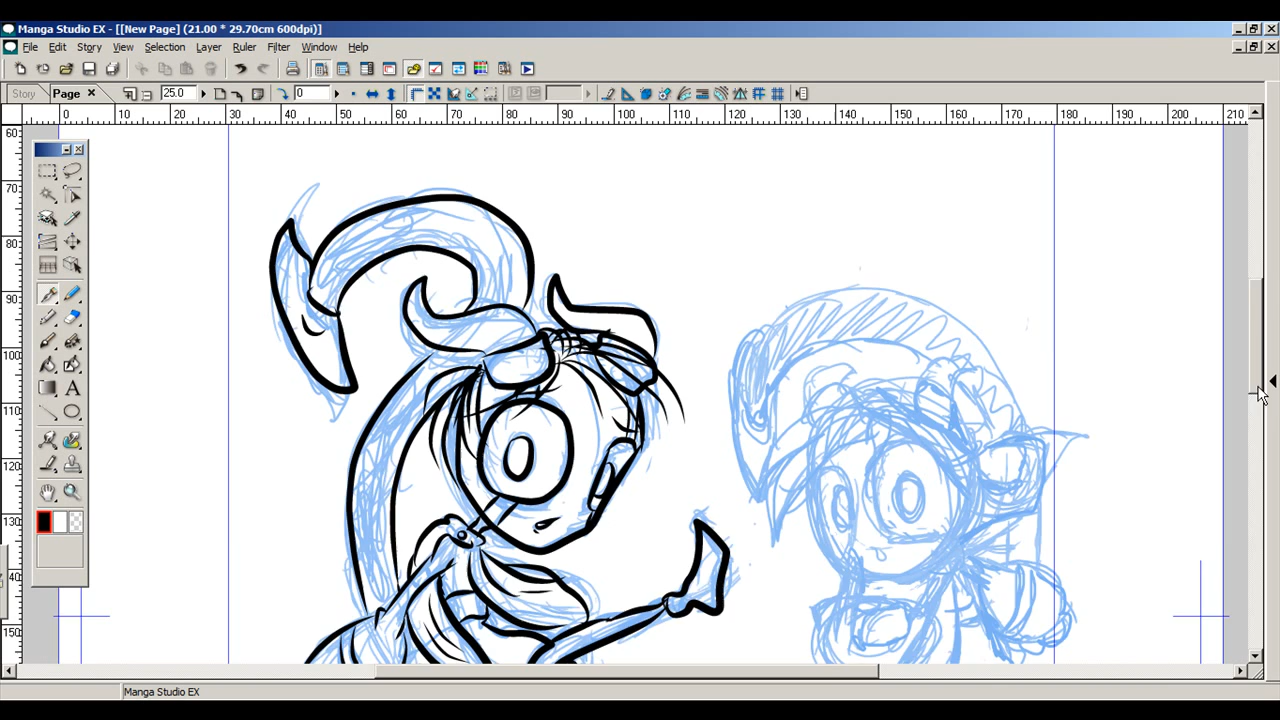 Manga Studio EX - [[New Page] (21.00 * 29.70cm 600dpi)]
File Edit Story View Selection Layer Ruler Filter Window Help
Story Page 25.0 0
0 10 20 30 40 50 60 70 80 90 100 110 120 130 140 150 160 170 180 190 200 210
60
70
80
90
100
110
120
130
40
150
A
Manga Studio EX